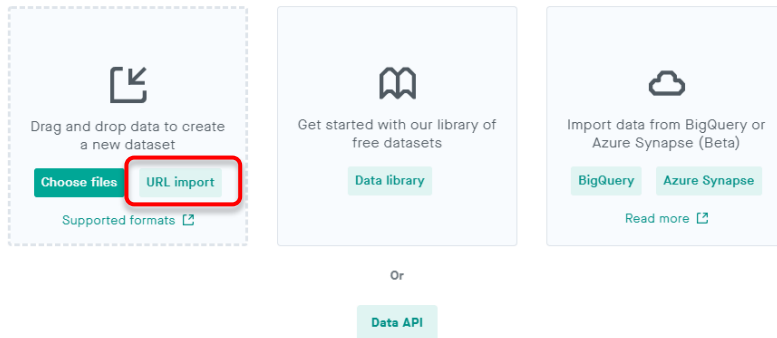 Drag and drop data to create
a new dataset
Choose files
URL import
Supported formats
Get started with our library of
free datasets
Data library
Import data from BigQuery or
Azure Synapse (Beta)
BigQuery
Azure Synapse
Read more
Or
Data API